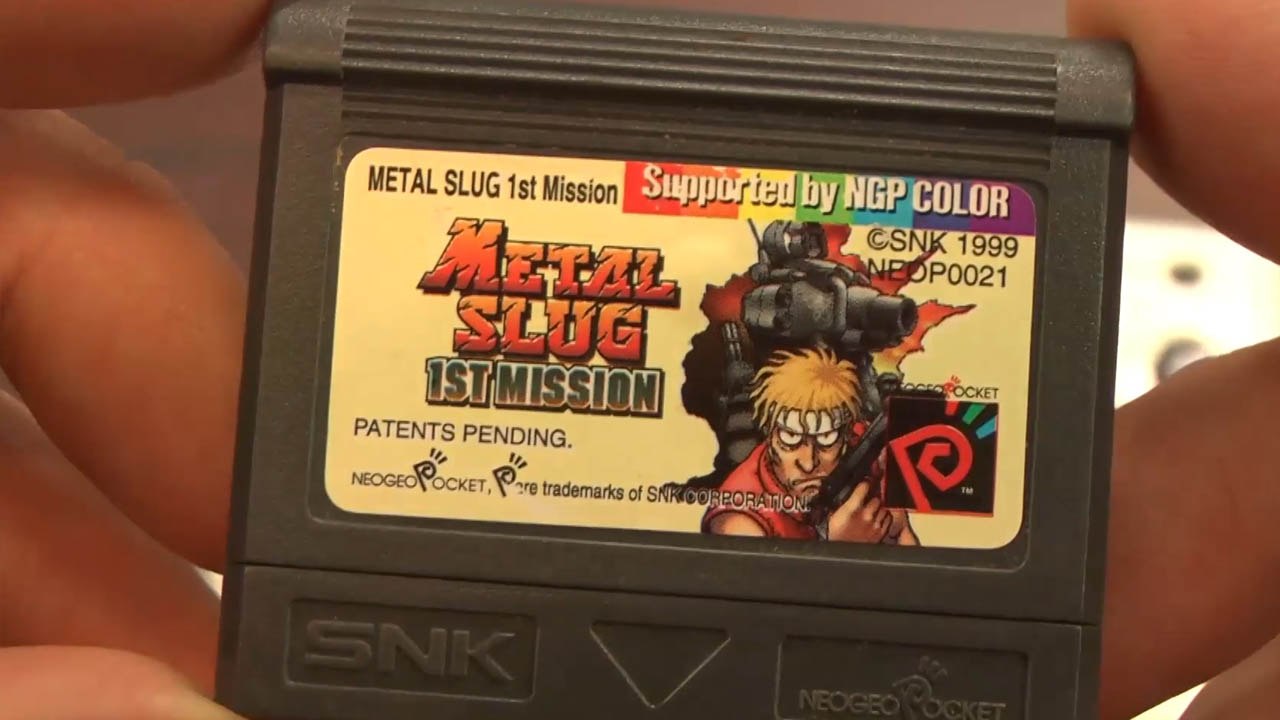 METAL SLUG 1st Mission
Supported by NGP COLOR
©SNK 1999
NEOP0021
METAL
SLUG
1ST MISSION
NEOGEO POCKET
TM
PATENTS PENDING.
NEOGEO POCKET, P are trademarks of SNK CORPORATION.
SNK
NEOGEO POCKET